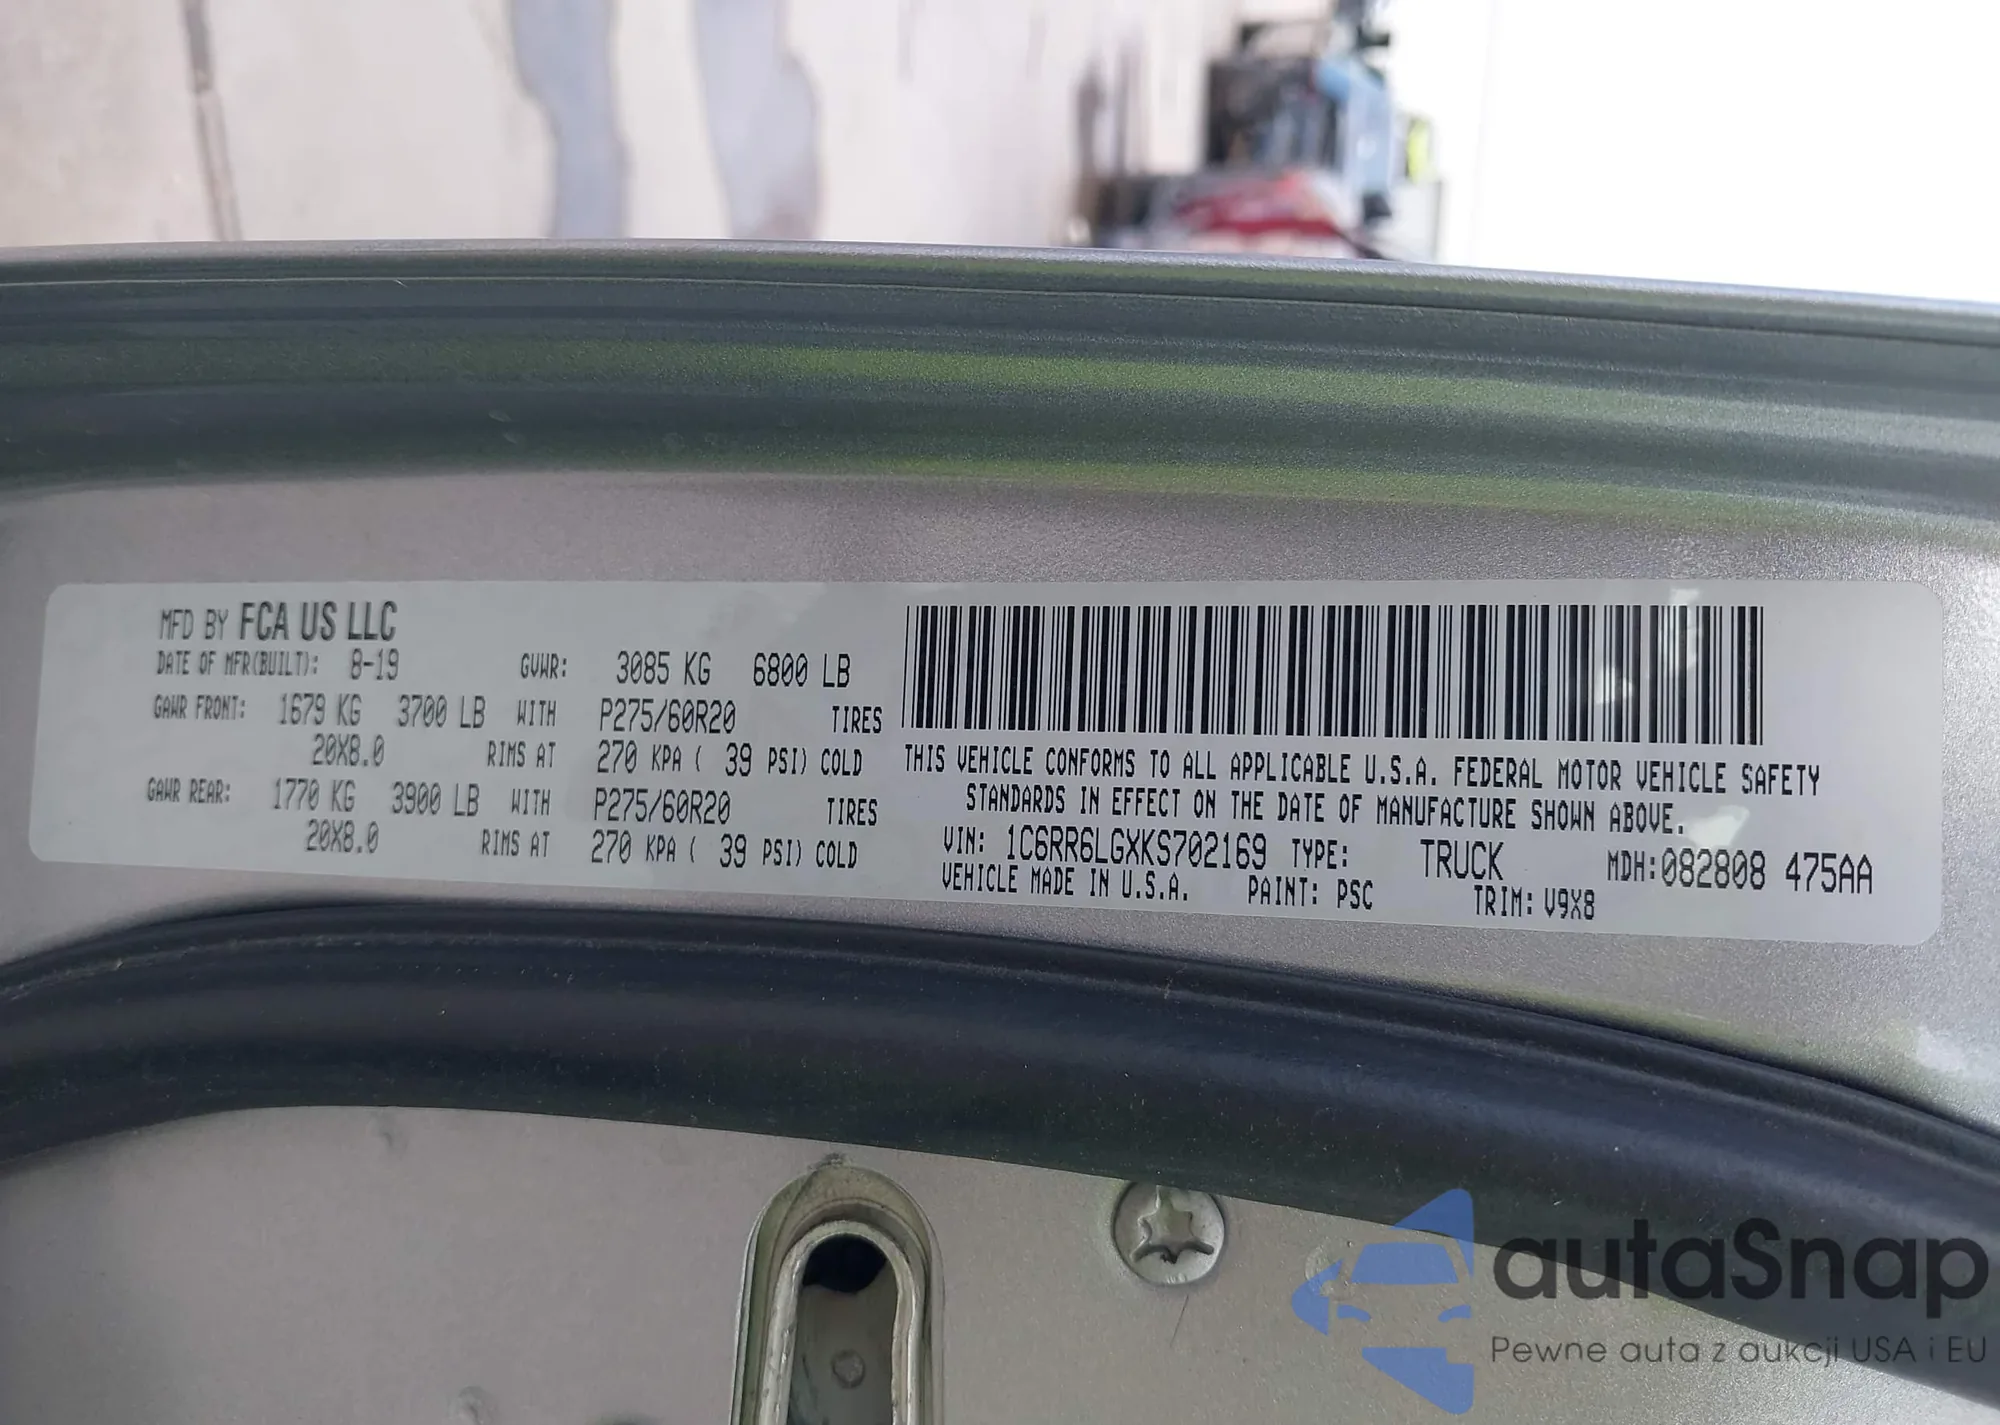 MFD BY FCA US LLC
DATE OF MFR(BUILT): 8-19 GVWR: 3085 KG 6800 LB
GAWR FRONT: 1679 KG 3700 LB WITH P275/60R20 TIRES
20X8.0 RIMS AT 270 KPA ( 39 PSI) COLD
GAWR REAR: 1770 KG 3900 LB WITH P275/60R20 TIRES
20X8.0 RIMS AT 270 KPA ( 39 PSI) COLD
THIS VEHICLE CONFORMS TO ALL APPLICABLE U.S.A. FEDERAL MOTOR VEHICLE SAFETY
STANDARDS IN EFFECT ON THE DATE OF MANUFACTURE SHOWN ABOVE.
VIN: 1C6RR6LGXKS702169 TYPE: TRUCK MDH:082808 475AA
VEHICLE MADE IN U.S.A. PAINT: PSC TRIM: V9X8
autaSnap
Pewne auta z aukcji USA i EU